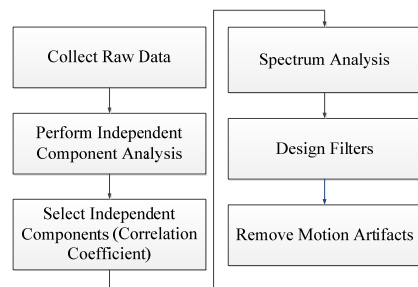 Collect Raw Data
Perform Independent
Component Analysis
Select Independent
Components (Correlation
Coefficient)
Spectrum Analysis
Design Filters
Remove Motion Artifacts